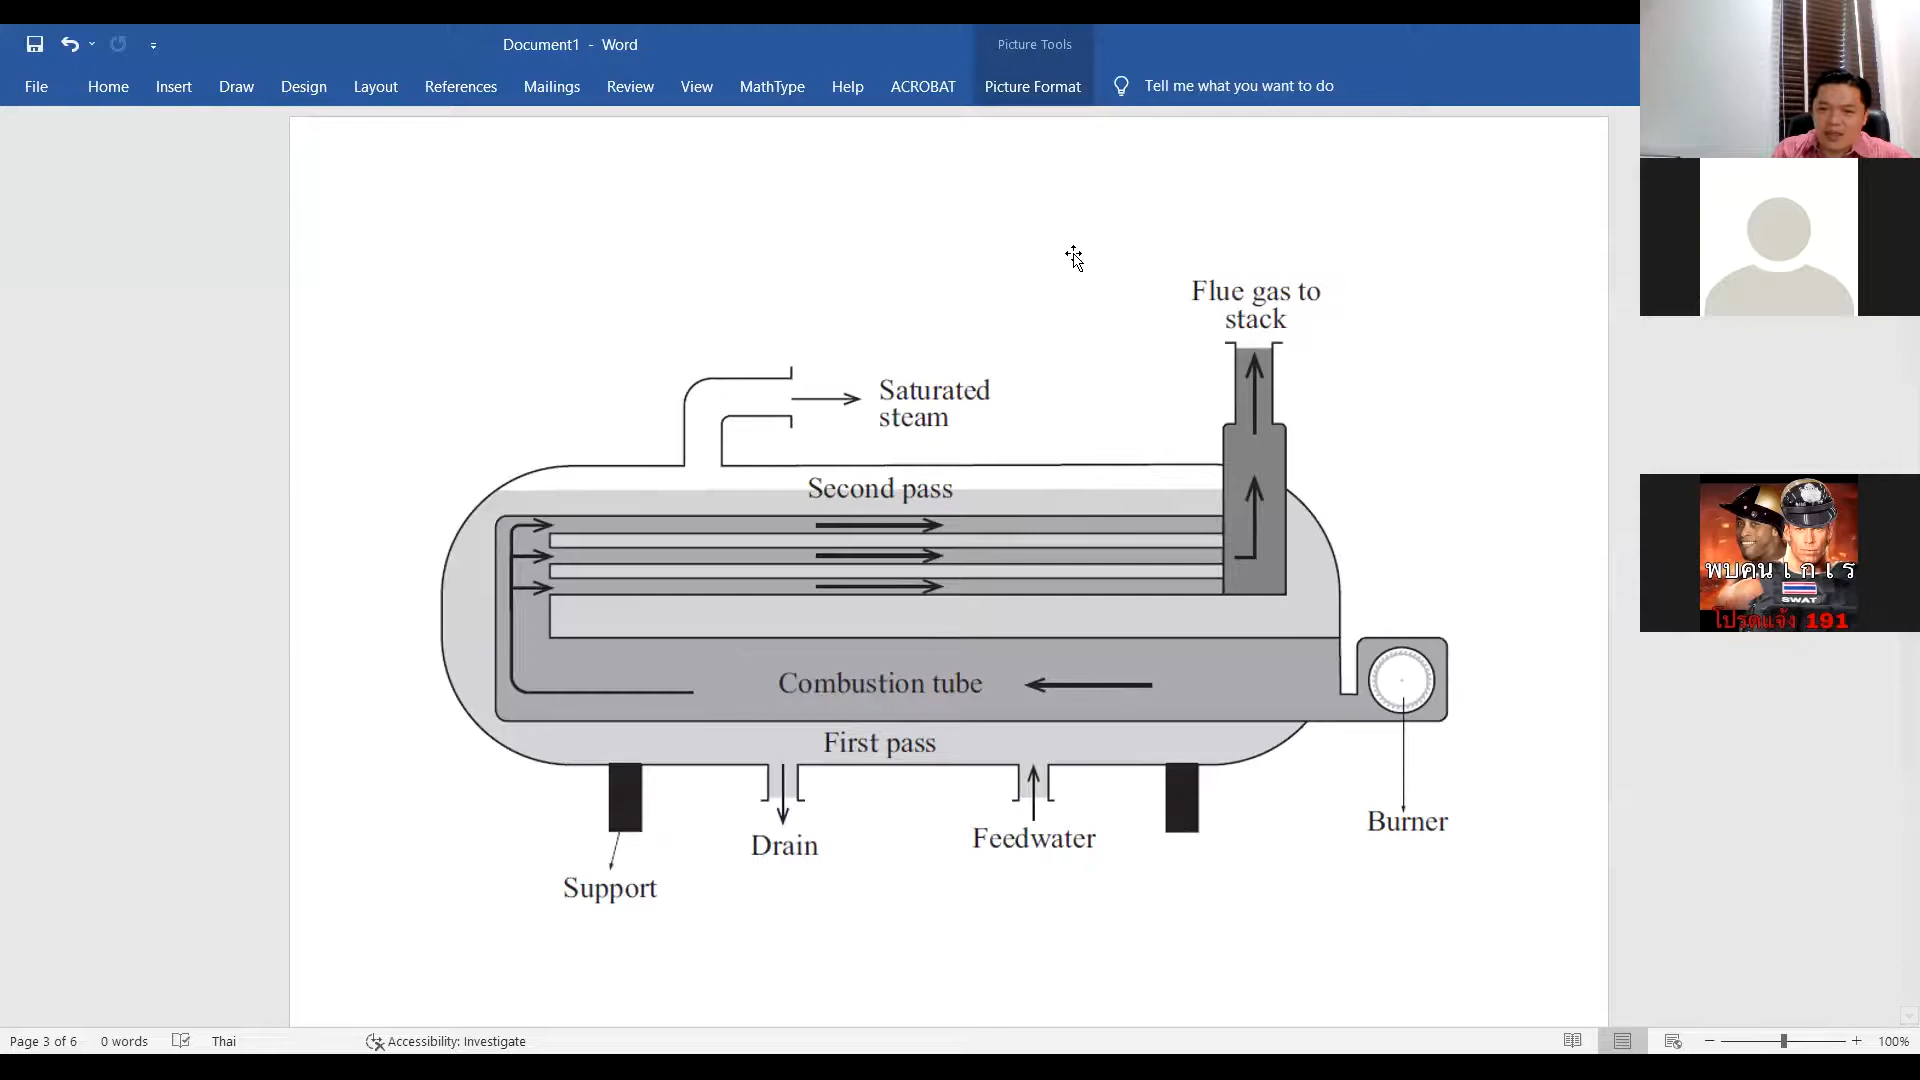 Document1 - Word
Picture Tools
File Home Insert Draw Design Layout References Mailings Review View MathType Help ACROBAT Picture Format Tell me what you want to do
Flue gas to
stack
Saturated
steam
Second pass
Combustion tube
First pass
Drain
Feedwater
Burner
Support
พบคน เ ก เ ร
SWAT
โปรดแจ้ง 191
Page 3 of 6 0 words Thai Accessibility: Investigate 100%